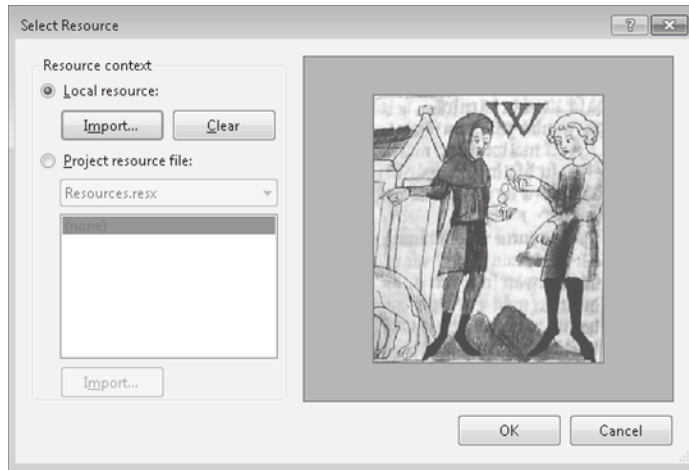 Select Resource
Resource context
Local resource:
Import...
Clear
Project resource file:
Resources.resx
(none)
Import...
W
OK
Cancel